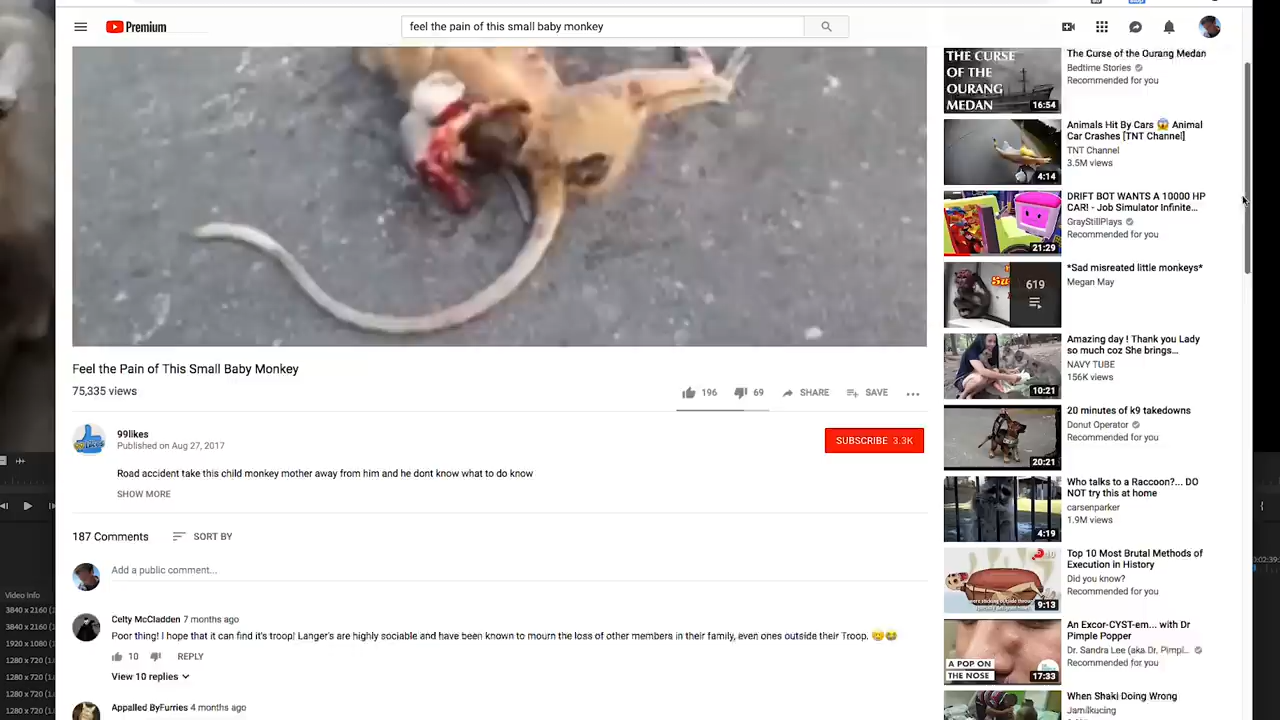 Premium
feel the pain of this small baby monkey
Feel the Pain of This Small Baby Monkey
75,335 views
196
69
SHARE
SAVE
99likes
Published on Aug 27, 2017
SUBSCRIBE 3.3K
Road accident take this child monkey mother away from him and he dont know what to do know
SHOW MORE
187 Comments
SORT BY
Add a public comment...
Celty McCladden 7 months ago
Poor thing! I hope that it can find it's troop! Langer's are highly sociable and have been known to mourn the loss of other members in their family, even ones outside their Troop.
10
REPLY
View 10 replies
Appalled ByFurries 4 months ago
THE CURSE
OF THE
OURANG
MEDAN
16:54
The Curse of the Ourang Medan
Bedtime Stories
Recommended for you
4:14
Animals Hit By Cars 😱 Animal
Car Crashes [TNT Channel]
TNT Channel
3.5M views
21:29
DRIFT BOT WANTS A 10000 HP
CAR! - Job Simulator Infinite...
GrayStillPlays
Recommended for you
619
*Sad misreated little monkeys*
Megan May
10:21
Amazing day ! Thank you Lady
so much coz She brings...
NAVY TUBE
156K views
20:21
20 minutes of k9 takedowns
Donut Operator
Recommended for you
4:19
Who talks to a Raccoon?... DO
NOT try this at home
carsenparker
1.9M views
9:13
Top 10 Most Brutal Methods of
Execution in History
Did you know?
Recommended for you
A POP ON
THE NOSE
17:33
An Excor-CYST-em... with Dr
Pimple Popper
Dr. Sandra Lee (aka Dr. Pimpl...
Recommended for you
When Shaki Doing Wrong
Jamilkucing
Video Info
3840 x 2160 (1
3840 x 2160 (1
1920 x 1080 (1
1280 x 720 (1.
1280 x 720 (1.
1280 x 720 (1.
1280 x 720 (1.
1280 x 720 (1.